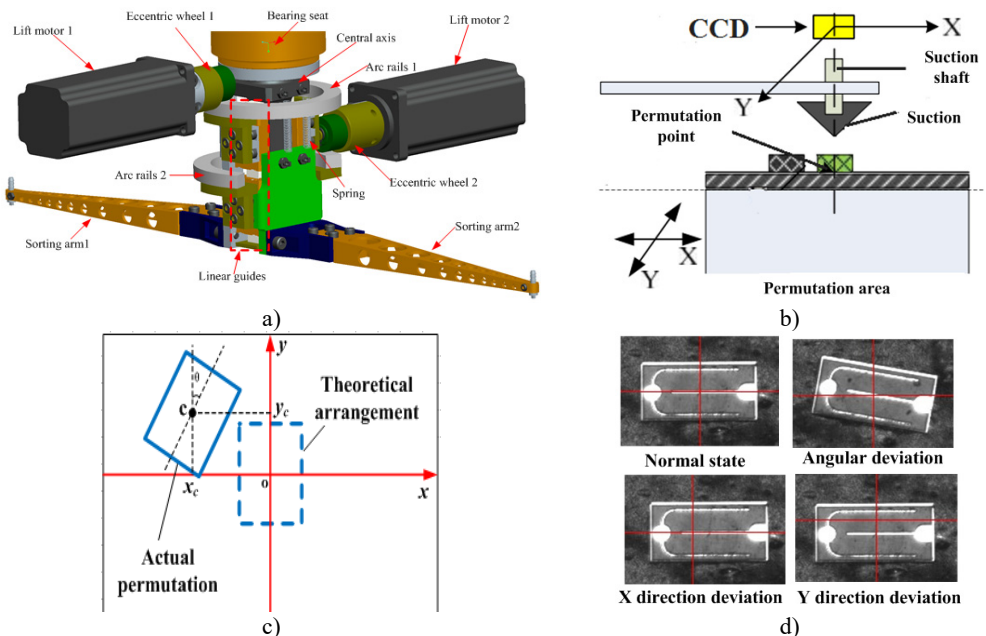 Lift motor 1
Eccentric wheel 1
Bearing seat
Central axis
Lift motor 2
Arc rails 1
Arc rails 2
Spring
Eccentric wheel 2
Sorting arm1
Sorting arm2
Linear guides
a)
CCD
X
Suction
shaft
Y
Permutation
point
Suction
X
Y
Permutation area
b)
y
θ
Theoretical
arrangement
c
y_c
o
x_c
x
Actual
permutation
c)
Normal state
Angular deviation
X direction deviation
Y direction deviation
d)